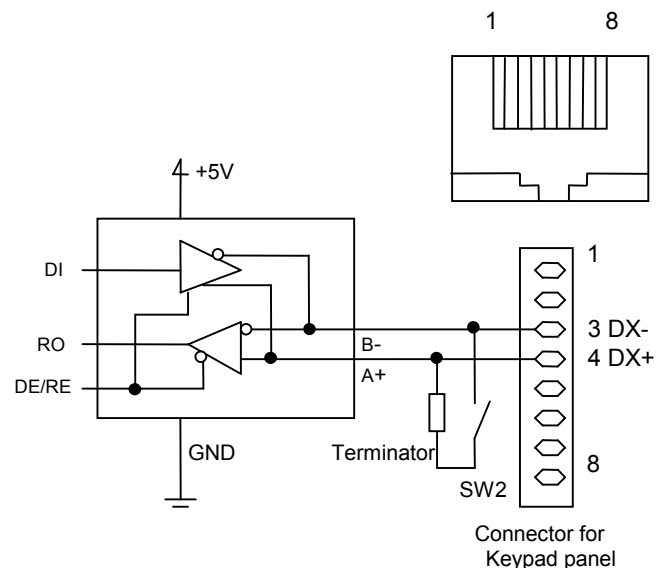 1 8
+5V
1
DI
3 DX-
RO
B-
4 DX+
A+
DE/RE
GND
Terminator
8
SW2
Connector for
Keypad panel